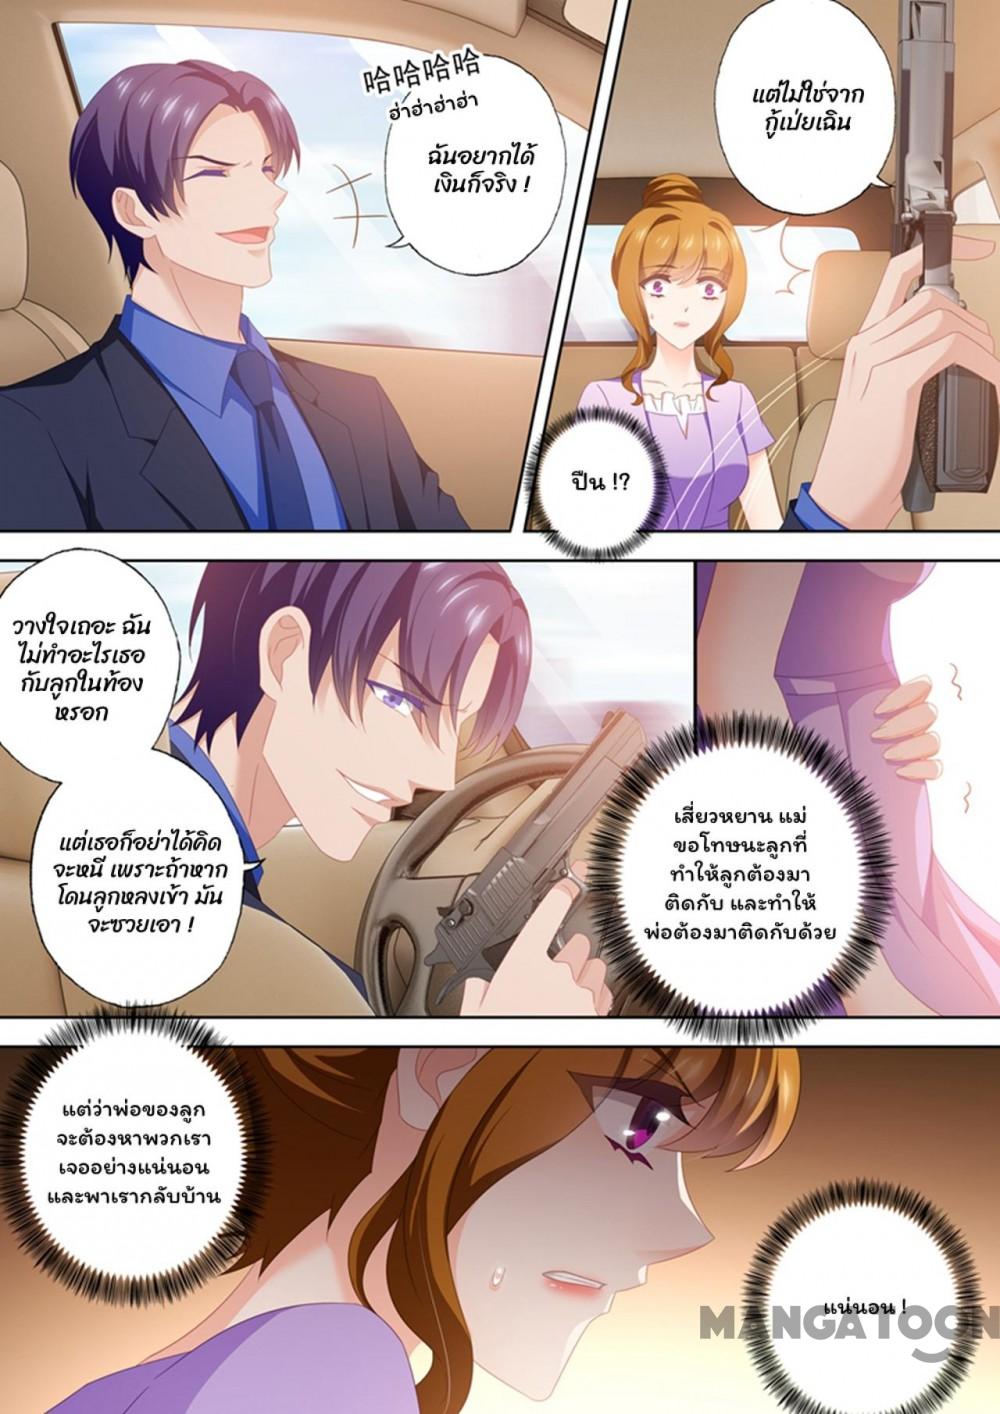 哈哈哈哈
ฮ่าฮ่าฮ่าฮ่า
ฉันอยากได้
เงินก็จริง !
แต่ไม่ใช่จาก
กู้เป่ยเฉิน
ปืน !?
วางใจเถอะ ฉัน
ไม่ทำอะไรเธอ
กับลูกในท้อง
หรอก
แต่เธอก็อย่าได้คิด
จะหนี เพราะถ้าหาก
โดนลูกหลงเข้า มัน
จะซวยเอา !
เสี่ยวหยาน แม่
ขอโทษนะลูกที่
ทำให้ลูกต้องมา
ติดกับ และทำให้
พ่อต้องมาติดกับด้วย
แต่ว่าพ่อของลูก
จะต้องหาพวกเรา
เจออย่างแน่นอน
และพาเรากลับบ้าน
แน่นอน !
MANGATOON